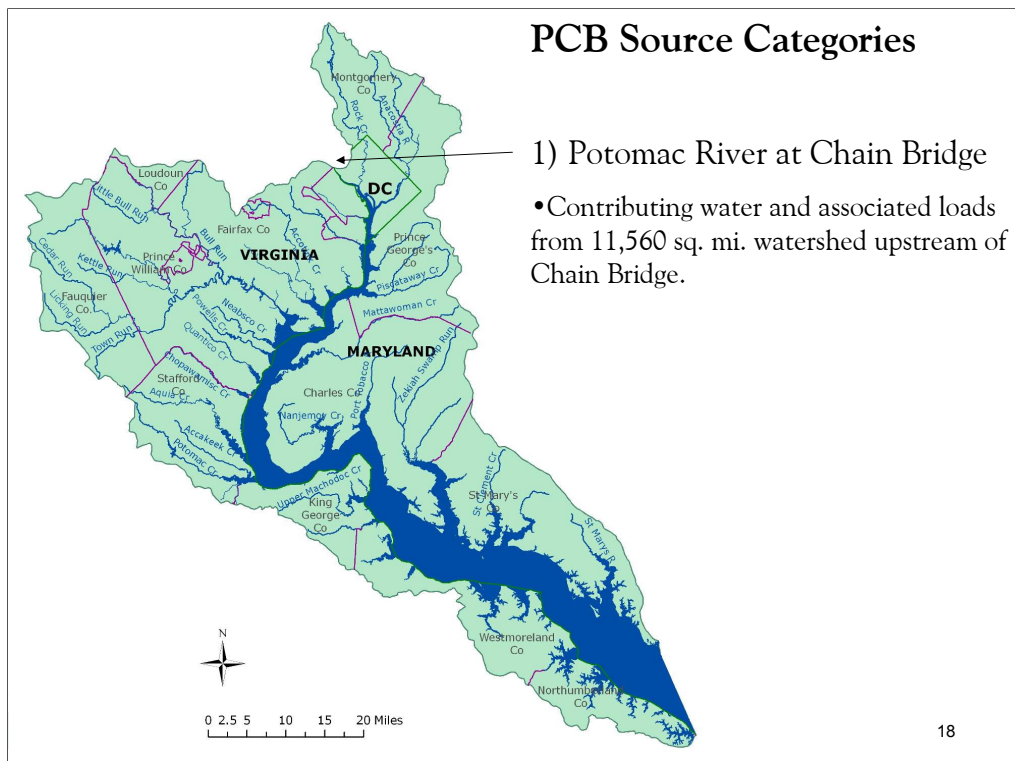 PCB Source Categories
1) Potomac River at Chain Bridge
•Contributing water and associated loads
from 11,560 sq. mi. watershed upstream of
Chain Bridge.
Montgomery
Co
Rock Cr
Anacostia R
DC
Loudoun
Co
Little Bull Run
Bull Run
Fairfax Co
Accotink Cr
VIRGINIA
Prince
George's
Co
Piscataway Cr
Mattawoman Cr
Cedar Run
Kettle Run
Prince
William Co
Fauquier
Co.
Licking Run
Town Run
Neabsco Cr
Powells Cr
Quantico Cr
Chopawamsic Cr
Stafford
Co
Aquia Cr
Accakeek Cr
Potomac Cr
MARYLAND
Charles Co
Port Tobacco
Zekiah Swamp Run
Nanjemoy Cr
Upper Machodoc Cr
King
George
Co
St Clement Cr
St Mary's
Co
St Marys R
Westmoreland
Co
Northumberland
Co
N
0 2.5 5 10 15 20 Miles
18